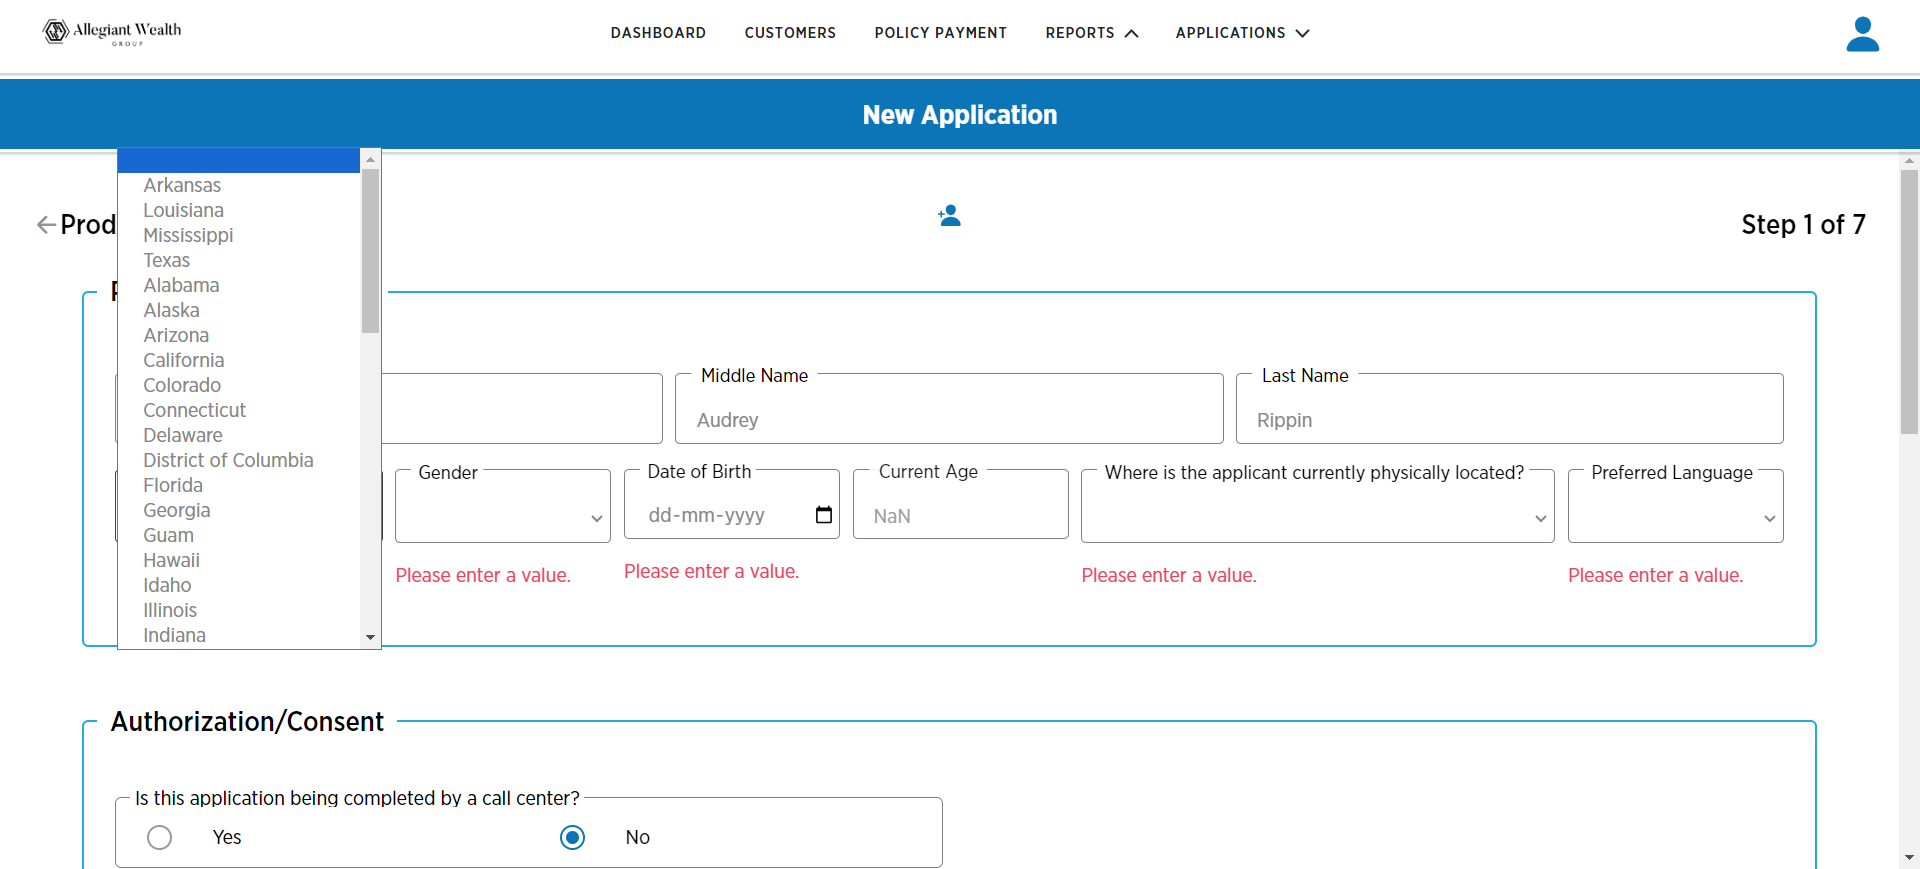 Allegiant Wealth
GROUP
DASHBOARD
CUSTOMERS
POLICY PAYMENT
REPORTS
APPLICATIONS
New Application
Prod
Step 1 of 7
Arkansas
Louisiana
Mississippi
Texas
Alabama
Alaska
Arizona
California
Colorado
Connecticut
Delaware
District of Columbia
Florida
Georgia
Guam
Hawaii
Idaho
Illinois
Indiana
Middle Name
Audrey
Last Name
Rippin
Gender
Please enter a value.
Date of Birth
dd-mm-yyyy
Please enter a value.
Current Age
NaN
Where is the applicant currently physically located?
Please enter a value.
Preferred Language
Please enter a value.
Authorization/Consent
Is this application being completed by a call center?
Yes
No